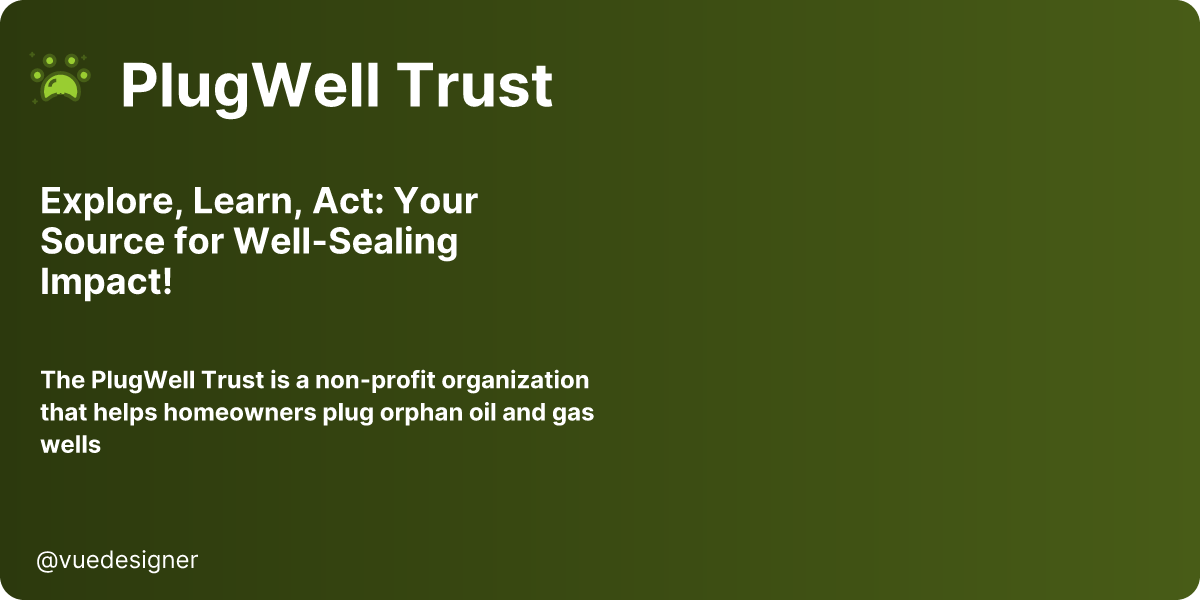 PlugWell Trust
Explore, Learn, Act: Your
Source for Well-Sealing
Impact!
The PlugWell Trust is a non-profit organization
that helps homeowners plug orphan oil and gas
wells
@vuedesigner